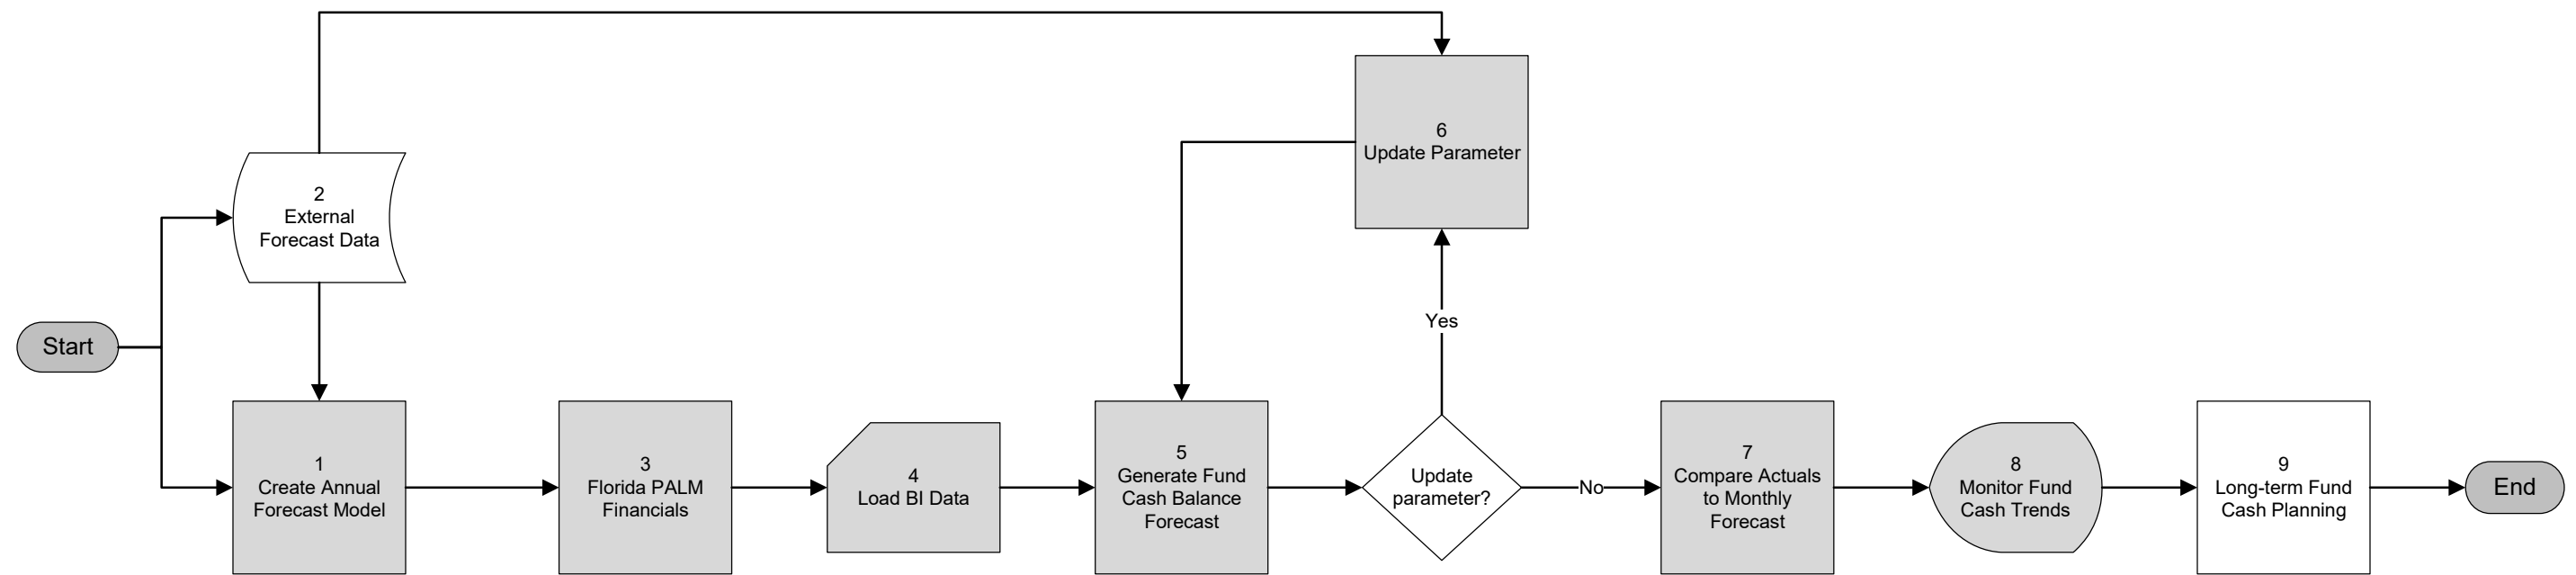 6
Update Parameter
2
External
Forecast Data
Yes
Start
1
Create Annual
Forecast Model
3
Florida PALM
Financials
4
Load BI Data
5
Generate Fund
Cash Balance
Forecast
Update
parameter?
No
7
Compare Actuals
to Monthly
Forecast
8
Monitor Fund
Cash Trends
9
Long-term Fund
Cash Planning
End